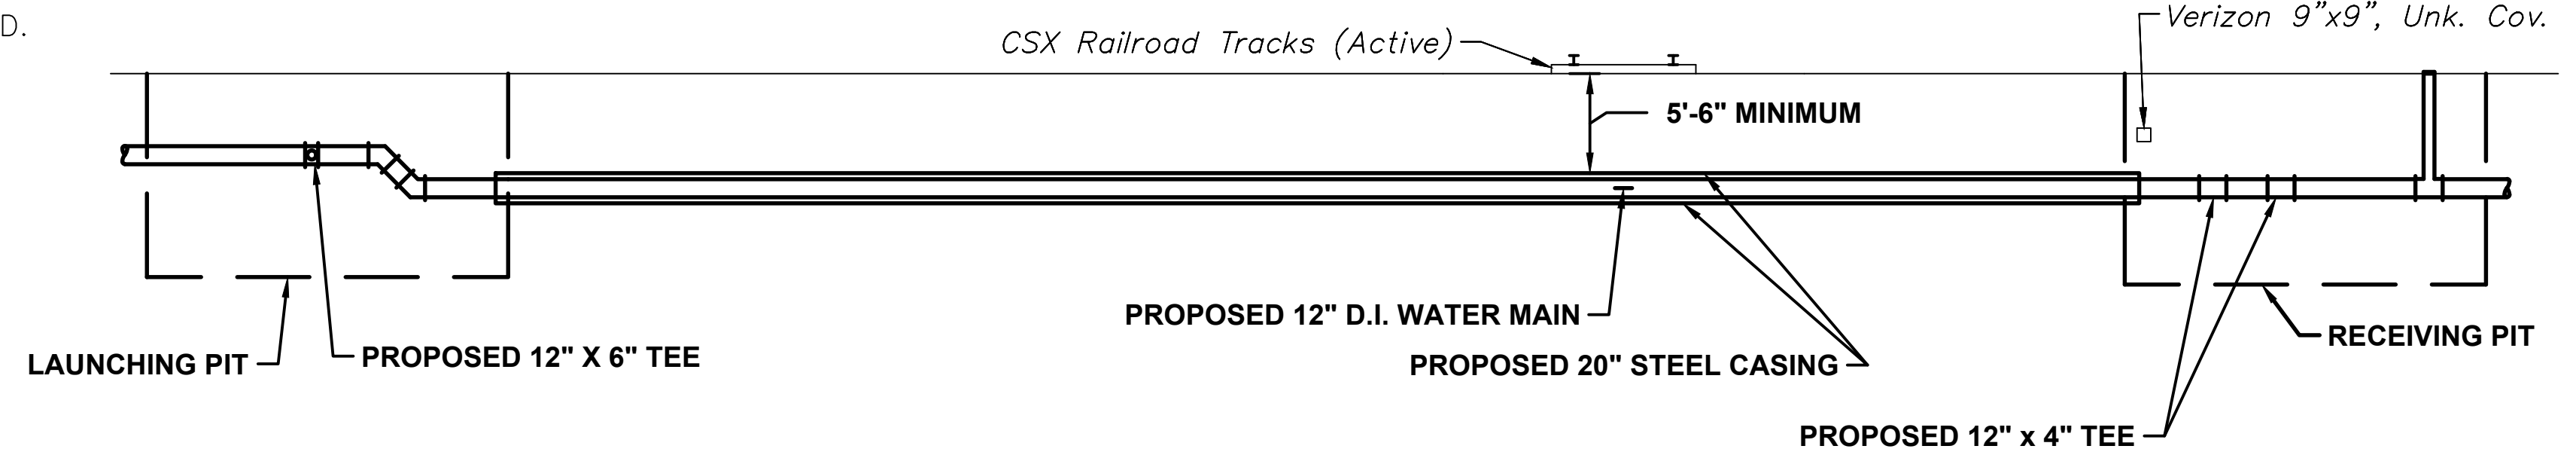 D.
CSX Railroad Tracks (Active)
Verizon 9”x9”, Unk. Cov.
5'-6" MINIMUM
PROPOSED 12" D.I. WATER MAIN
RECEIVING PIT
LAUNCHING PIT
PROPOSED 12" X 6" TEE
PROPOSED 20" STEEL CASING
PROPOSED 12" x 4" TEE